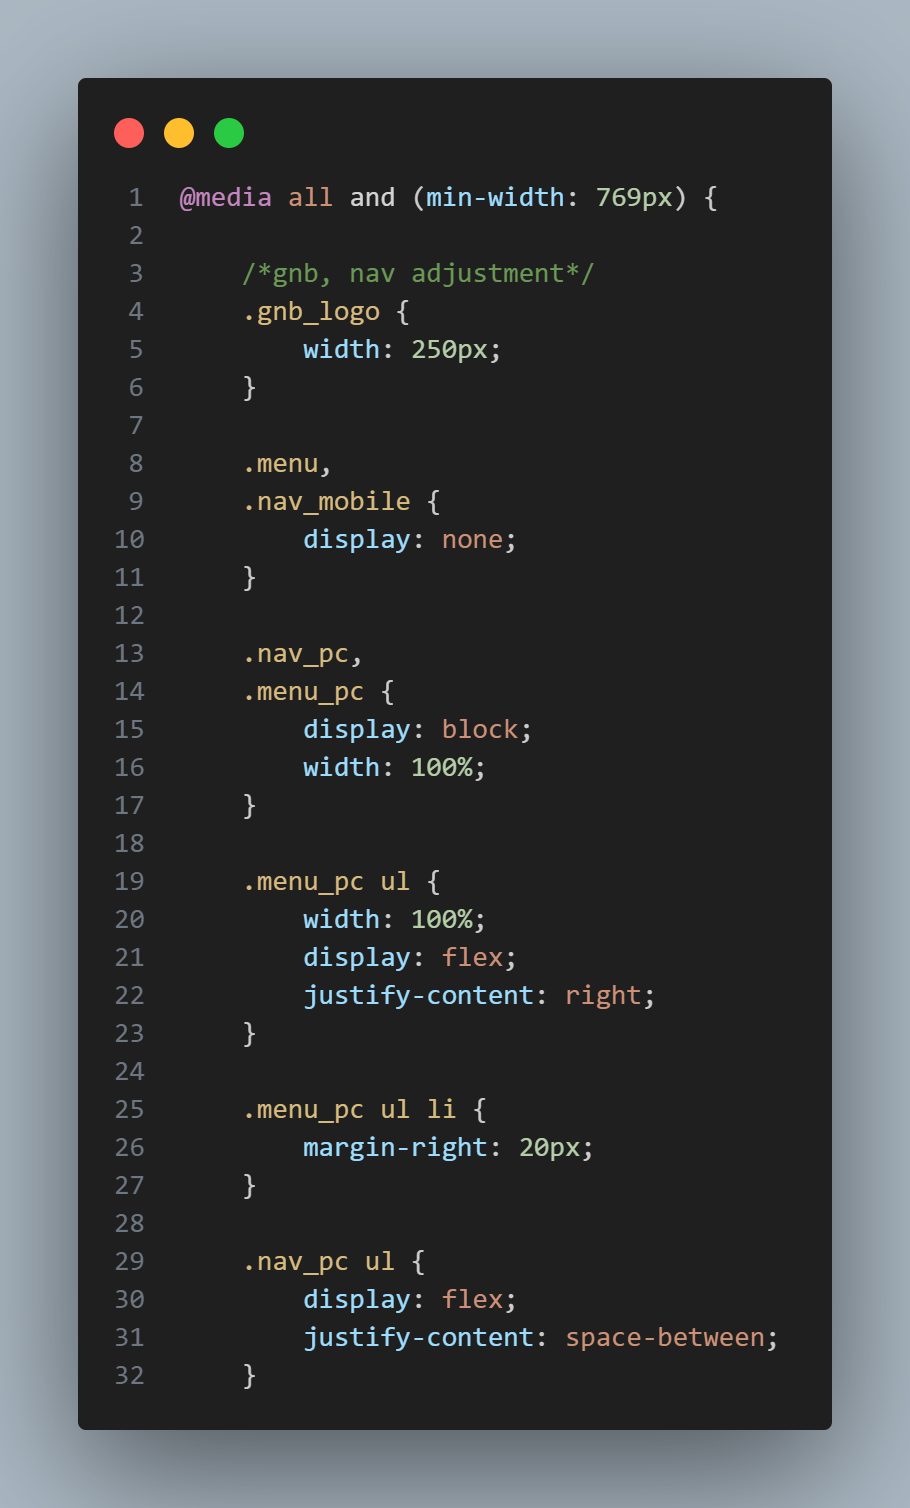 1 @media all and (min-width: 769px) {
2
3     /*gnb, nav adjustment*/
4     .gnb_logo {
5         width: 250px;
6     }
7
8     .menu,
9     .nav_mobile {
10         display: none;
11     }
12
13     .nav_pc,
14     .menu_pc {
15         display: block;
16         width: 100%;
17     }
18
19     .menu_pc ul {
20         width: 100%;
21         display: flex;
22         justify-content: right;
23     }
24
25     .menu_pc ul li {
26         margin-right: 20px;
27     }
28
29     .nav_pc ul {
30         display: flex;
31         justify-content: space-between;
32     }